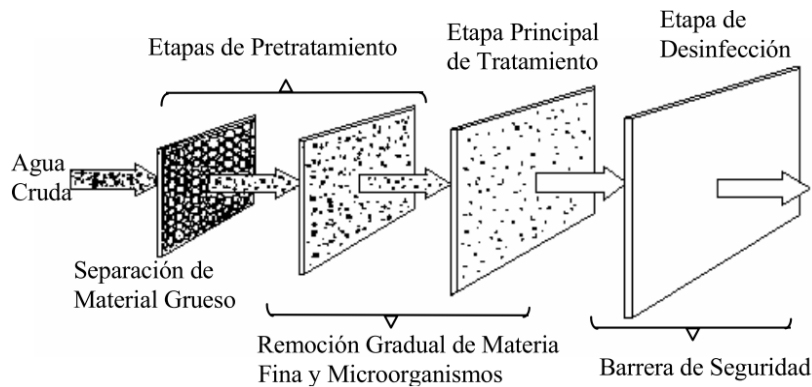 Etapas de Pretratamiento
Etapa Principal
de Tratamiento
Etapa de
Desinfección
Agua
Cruda
Separación de
Material Grueso
Remoción Gradual de Materia
Fina y Microorganismos
Barrera de Seguridad